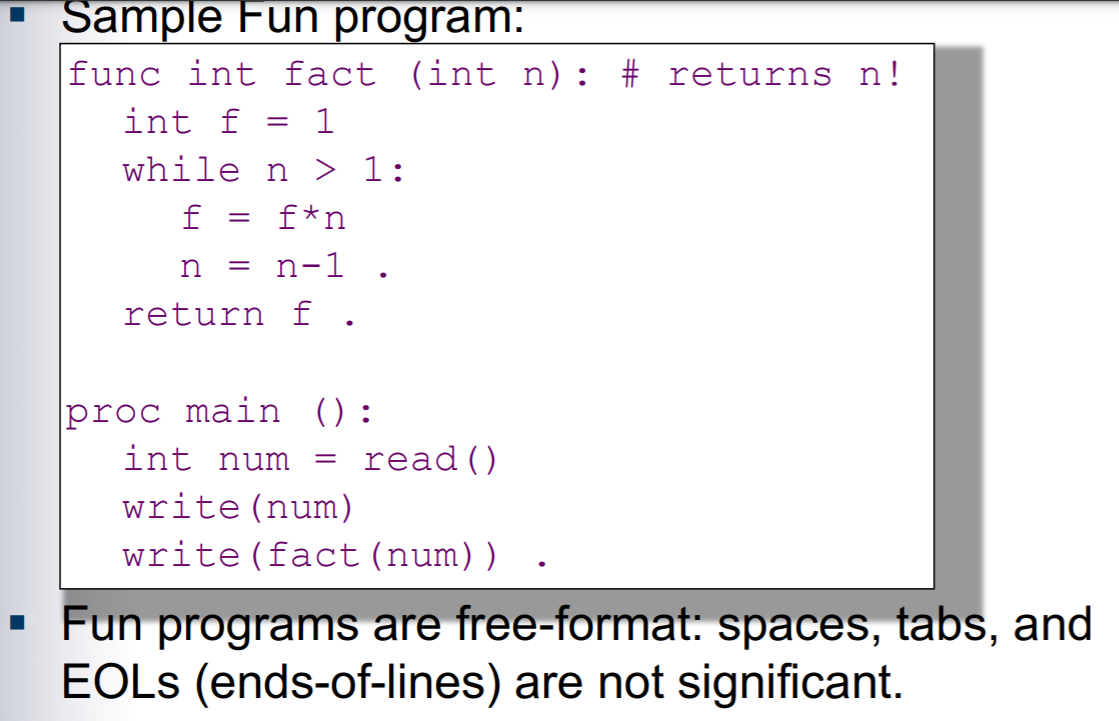 ▪ Sample Fun program:
func int fact (int n): # returns n!
int f = 1
while n > 1:
f = f*n
n = n-1 .
return f .
proc main ():
int num = read()
write(num)
write(fact(num)) .
▪ Fun programs are free-format: spaces, tabs, and
EOLs (ends-of-lines) are not significant.